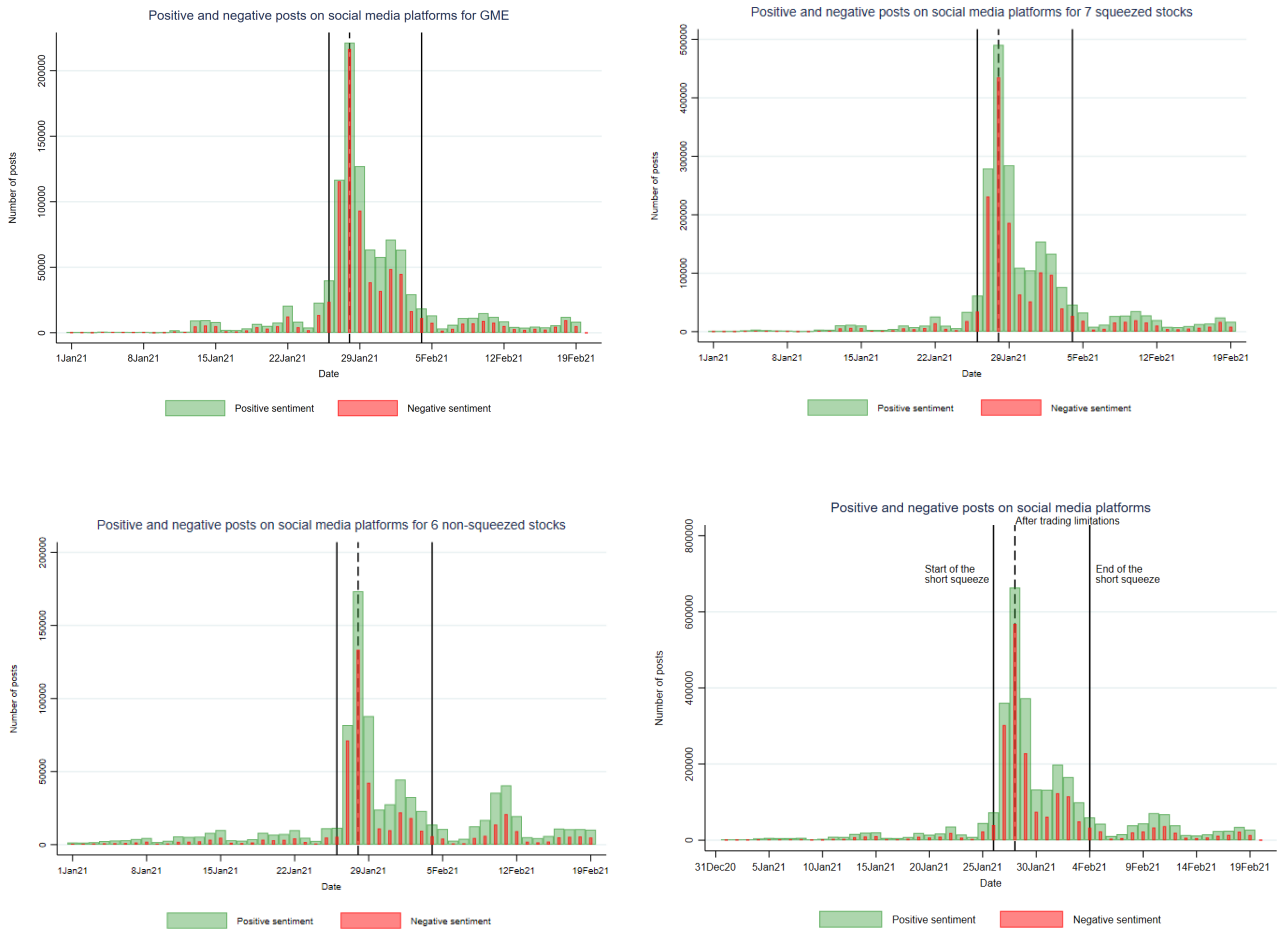 Positive and negative posts on social media platforms for GME
Number of posts
0
50000
100000
150000
200000
1Jan21 8Jan21 15Jan21 22Jan21 29Jan21 5Feb21 12Feb21 19Feb21
Date
Positive sentiment Negative sentiment
Positive and negative posts on social media platforms for 7 squeezed stocks
Number of posts
0
100000
200000
300000
400000
500000
1Jan21 8Jan21 15Jan21 22Jan21 29Jan21 5Feb21 12Feb21 19Feb21
Date
Positive sentiment Negative sentiment
Positive and negative posts on social media platforms for 6 non-squeezed stocks
Number of posts
0
50000
100000
150000
200000
1Jan21 8Jan21 15Jan21 22Jan21 29Jan21 5Feb21 12Feb21 19Feb21
Date
Positive sentiment Negative sentiment
Positive and negative posts on social media platforms
After trading limitations
Start of the
short squeeze
End of the
short squeeze
Number of posts
0
200000
400000
600000
800000
31Dec20 5Jan21 10Jan21 15Jan21 20Jan21 25Jan21 30Jan21 4Feb21 9Feb21 14Feb21 19Feb21
Date
Positive sentiment Negative sentiment